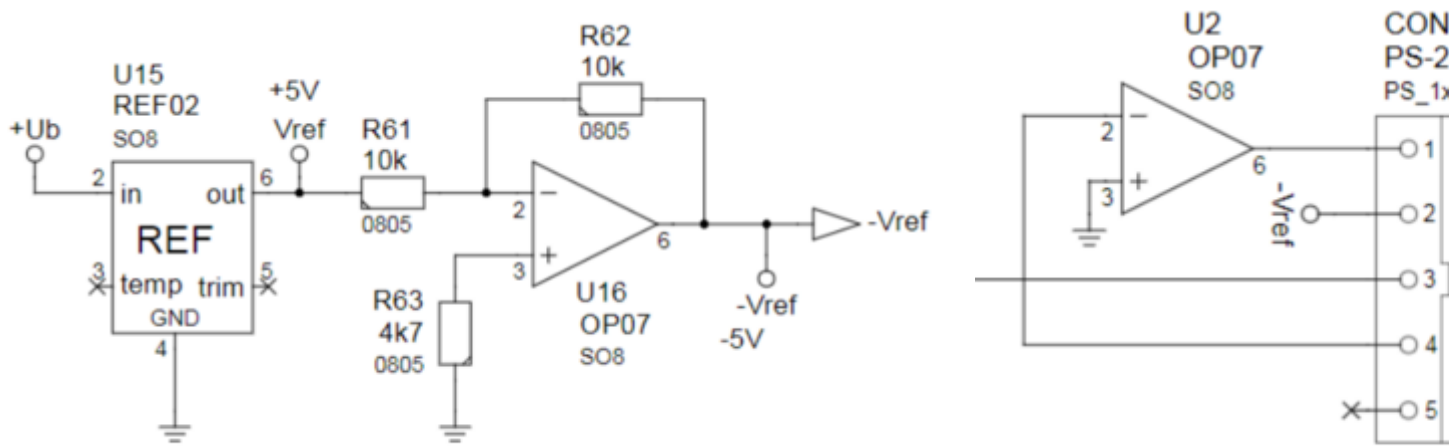 U15
REF02
SO8
+Ub
2
in
out
6
REF
3
temp
trim
5
GND
4
+5V
Vref
R61
10k
0805
R62
10k
0805
2
−
+
3
6
U16
OP07
SO8
R63
4k7
0805
-Vref
-Vref
-5V
U2
OP07
SO8
2
−
+
3
6
-Vref
CON
PS-2
PS_1x
1
2
3
4
5